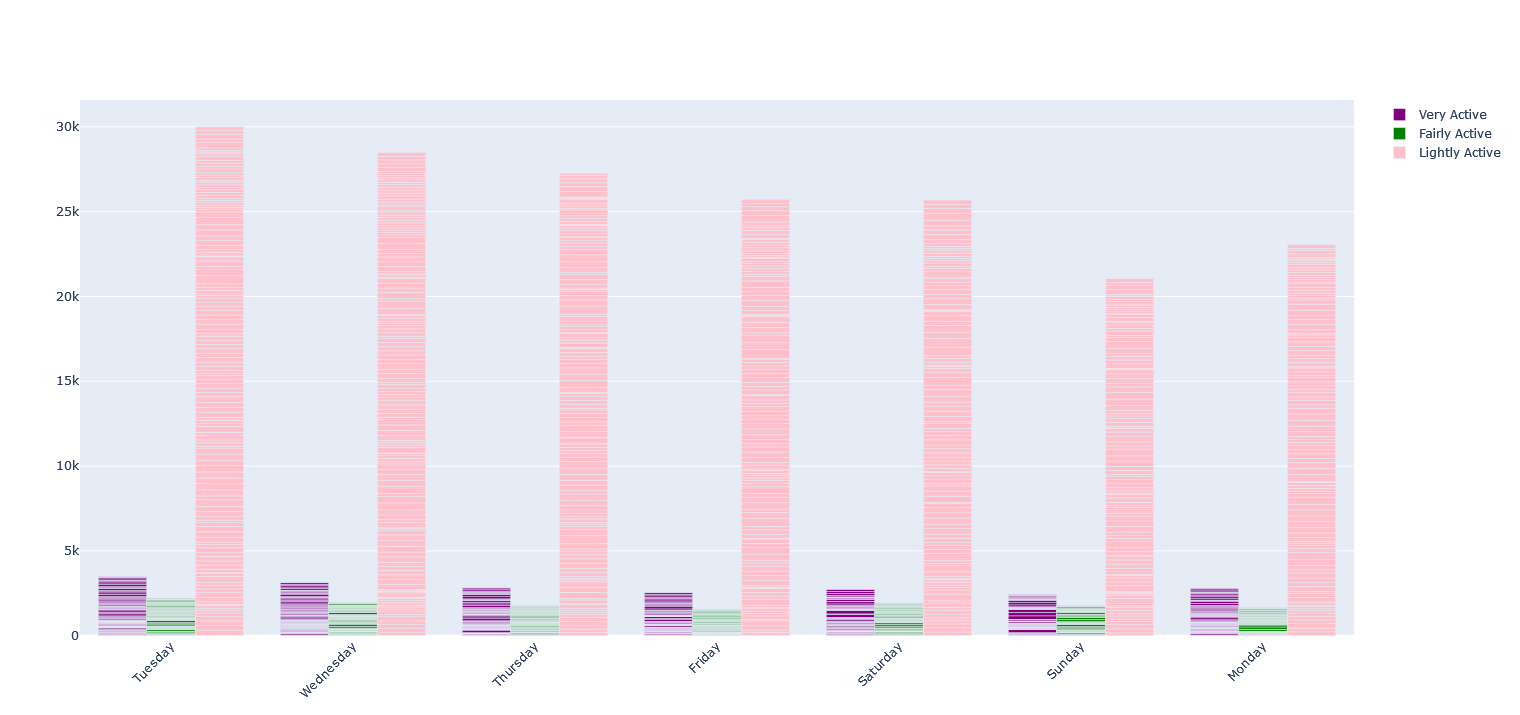 30k
25k
20k
15k
10k
5k
0
Tuesday
Wednesday
Thursday
Friday
Saturday
Sunday
Monday
Very Active
Fairly Active
Lightly Active